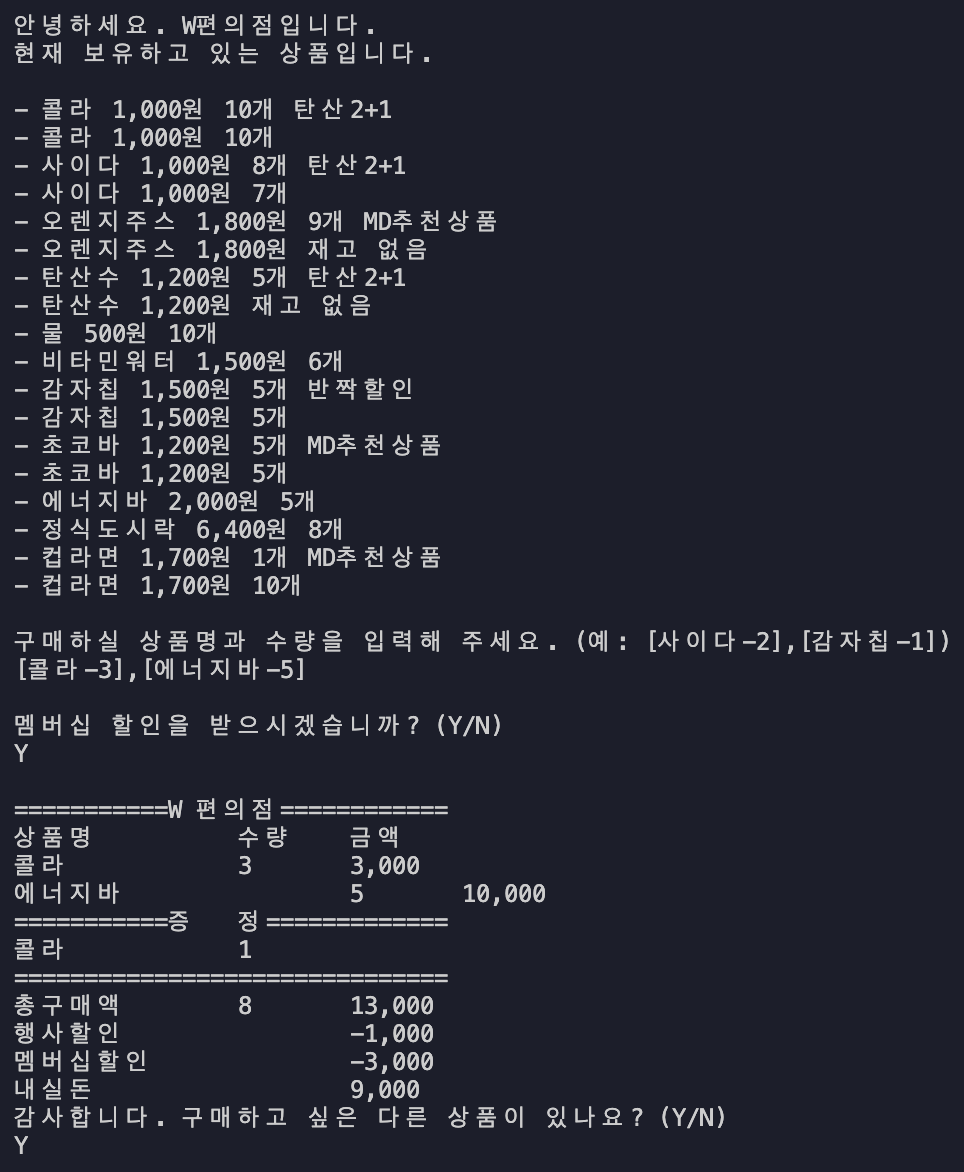 안녕하세요. W편의점입니다.
현재 보유하고 있는 상품입니다.

- 콜라 1,000원 10개 탄산2+1
- 콜라 1,000원 10개
- 사이다 1,000원 8개 탄산2+1
- 사이다 1,000원 7개
- 오렌지주스 1,800원 9개 MD추천상품
- 오렌지주스 1,800원 재고 없음
- 탄산수 1,200원 5개 탄산2+1
- 탄산수 1,200원 재고 없음
- 물 500원 10개
- 비타민워터 1,500원 6개
- 감자칩 1,500원 5개 반짝할인
- 감자칩 1,500원 5개
- 초코바 1,200원 5개 MD추천상품
- 초코바 1,200원 5개
- 에너지바 2,000원 5개
- 정식도시락 6,400원 8개
- 컵라면 1,700원 1개 MD추천상품
- 컵라면 1,700원 10개

구매하실 상품명과 수량을 입력해 주세요. (예: [사이다-2],[감자칩-1])
[콜라-3],[에너지바-5]

멤버십 할인을 받으시겠습니까? (Y/N)
Y

===========W 편의점============
상품명 수량 금액
콜라 3 3,000
에너지바 5 10,000
===========증 정=============
콜라 1
===============================
총구매액 8 13,000
행사할인 -1,000
멤버십할인 -3,000
내실돈 9,000
감사합니다. 구매하고 싶은 다른 상품이 있나요? (Y/N)
Y